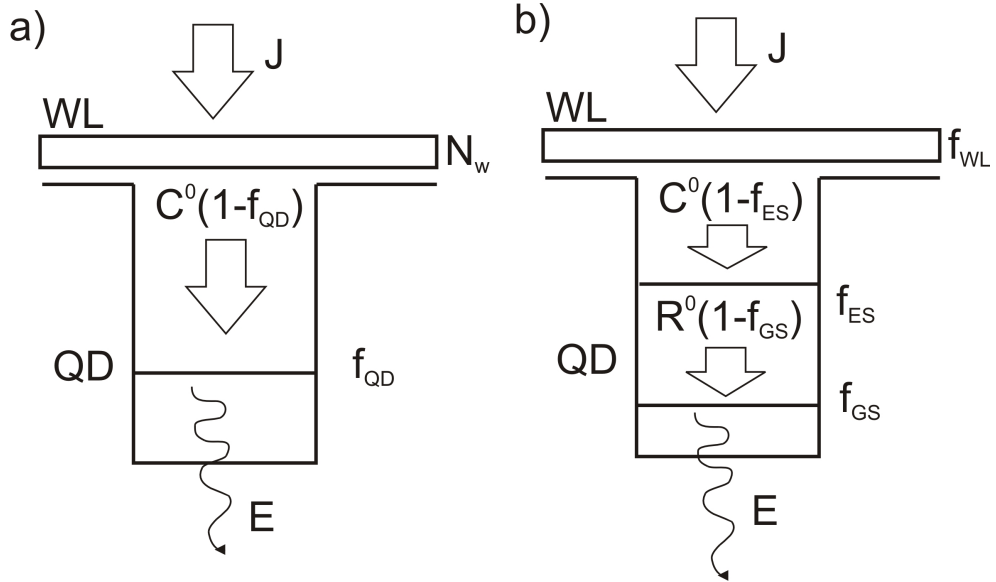 a)
J
WL
N_w
C^0(1-f_QD)
QD
f_QD
E
b)
J
WL
f_WL
C^0(1-f_ES)
f_ES
R^0(1-f_GS)
QD
f_GS
E